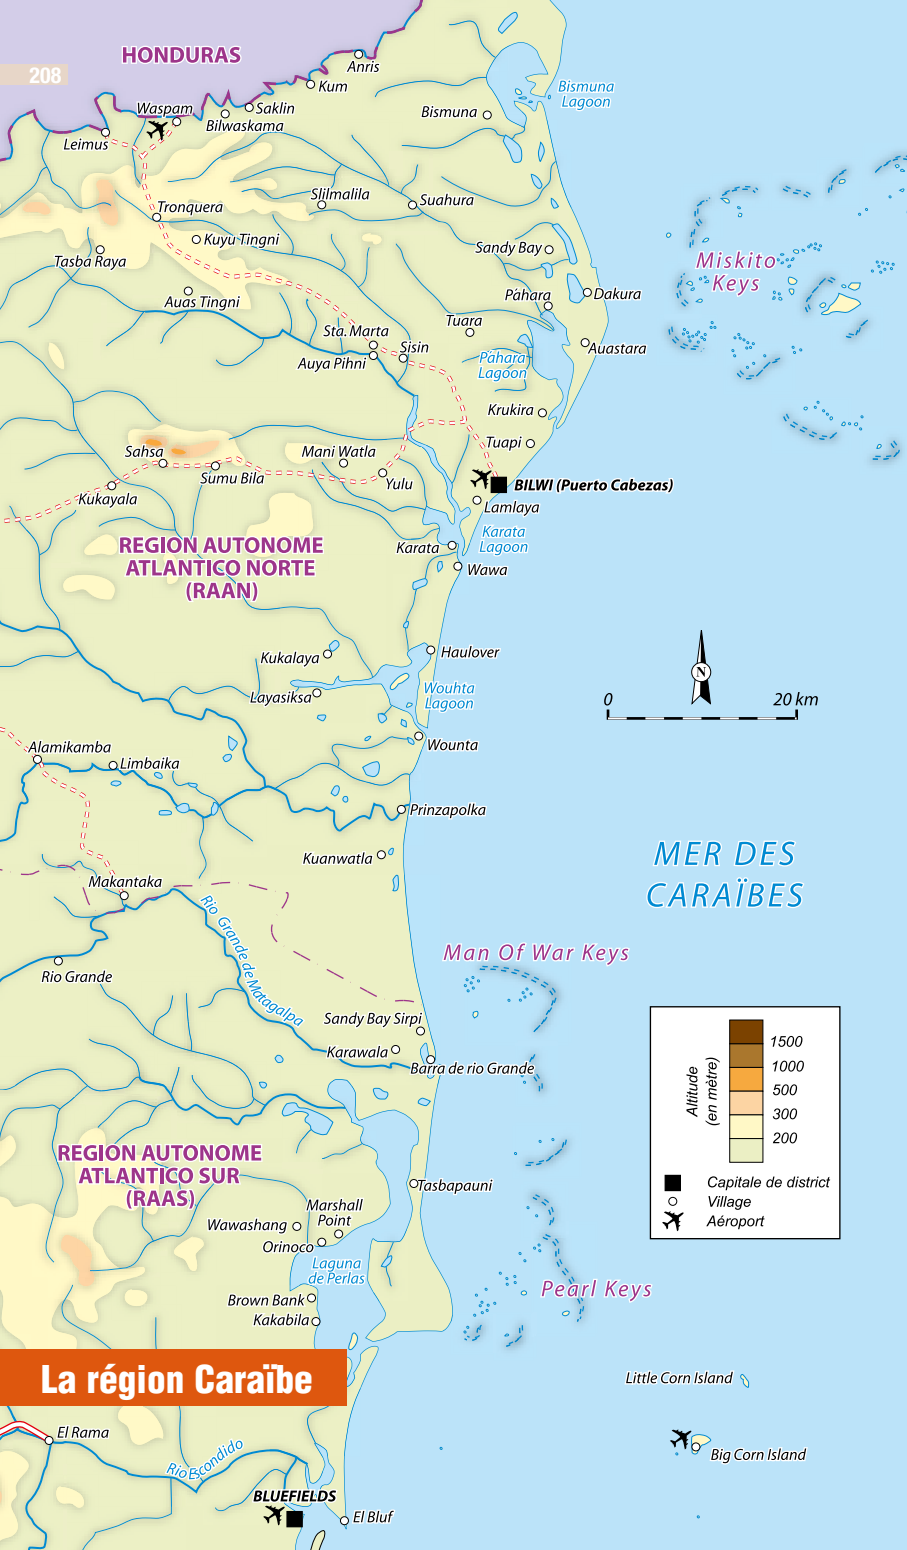 HONDURAS
208
Anris
Kum
Waspam
Saklin
Bilwaskama
Leimus
Bismuna
Bismuna
Lagoon
Slilmalila
Suahura
Tronquera
Kuyu Tingni
Tasba Raya
Sandy Bay
Miskito
Keys
Auas Tingni
Pàhara
Dakura
Tuara
Sta. Marta
Sisin
Auya Pihni
Auastara
Pàhara
Lagoon
Krukira
Tuapi
Sahsa
Mani Watla
Sumu Bila
Yulu
Kukayala
BILWI (Puerto Cabezas)
Lamlaya
Karata
Lagoon
Karata
Wawa
REGION AUTONOME
ATLANTICO NORTE
(RAAN)
Kukalaya
Haulover
Layasiksa
Wouhta
Lagoon
N
0
20 km
Wounta
Alamikamba
Limbaika
Prinzapolka
Kuanwatla
MER DES
CARAÏBES
Makantaka
Rio Grande de Matagalpa
Rio Grande
Man Of War Keys
Sandy Bay Sirpi
Karawala
Barra de rio Grande
Altitude
(en mètre)
1500
1000
500
300
200
Capitale de district
Village
Aéroport
REGION AUTONOME
ATLANTICO SUR
(RAAS)
Tasbapauni
Marshall
Point
Wawashang
Orinoco
Laguna
de Perlas
Pearl Keys
Brown Bank
Kakabila
La région Caraïbe
Little Corn Island
Big Corn Island
El Rama
Rio Escondido
BLUEFIELDS
El Bluf